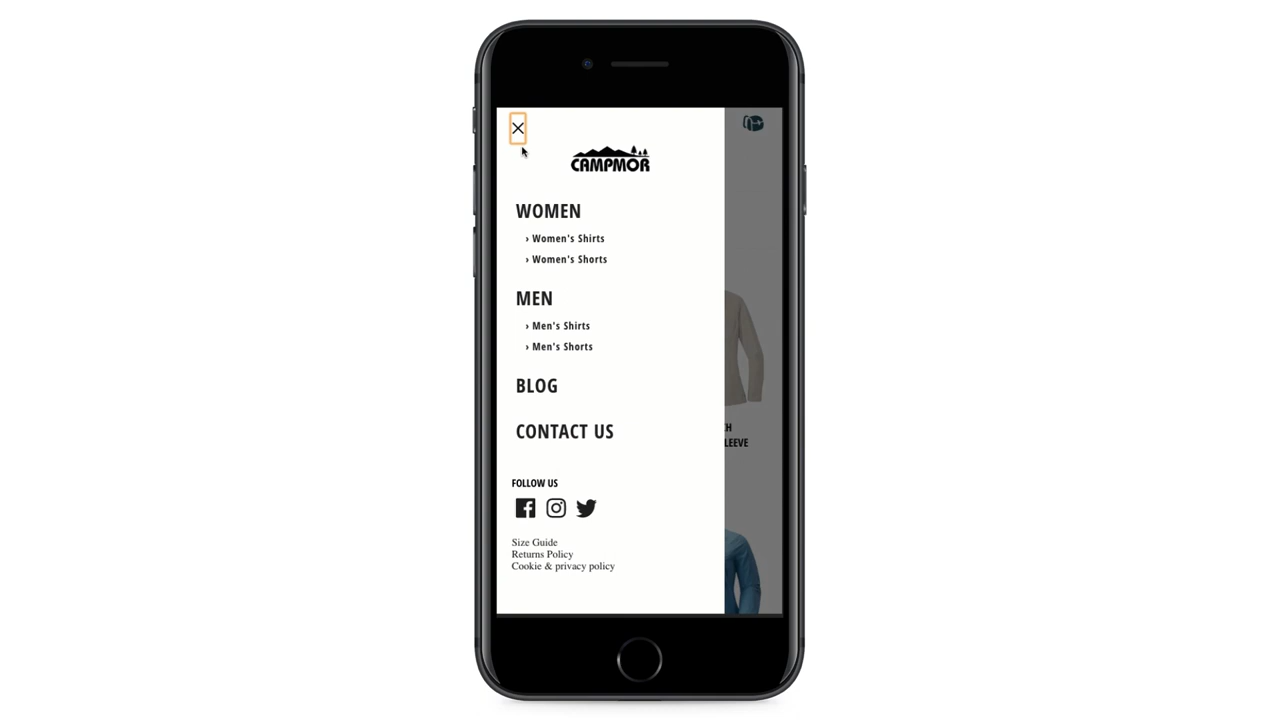 CAMPMOR
WOMEN
› Women's Shirts
› Women's Shorts
MEN
› Men's Shirts
› Men's Shorts
BLOG
CONTACT US
FOLLOW US
Size Guide
Returns Policy
Cookie & privacy policy